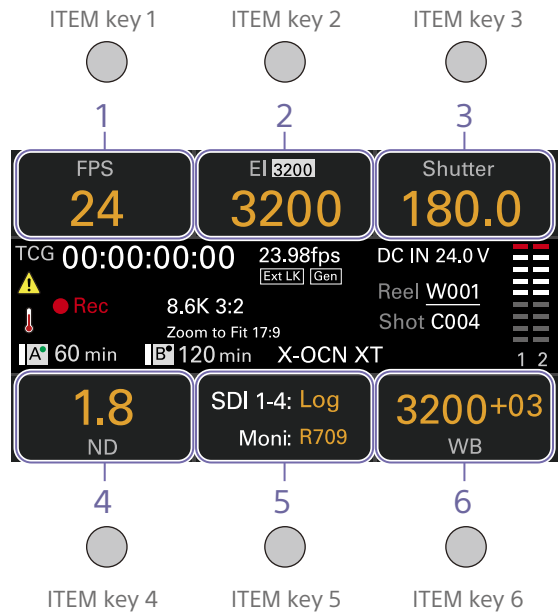 ITEM key 1 ITEM key 2 ITEM key 3
1 2 3
FPS EI 3200 Shutter
24 3200 180.0
TCG 00:00:00:00 23.98fps DC IN 24.0 V
Ext LK Gen
Rec 8.6K 3:2 Reel W001
Zoom to Fit 17:9 Shot C004
A 60 min B 120 min X-OCN XT 1 2
1.8 SDI 1-4: Log 3200+03
ND Moni: R709 WB
4 5 6
ITEM key 4 ITEM key 5 ITEM key 6